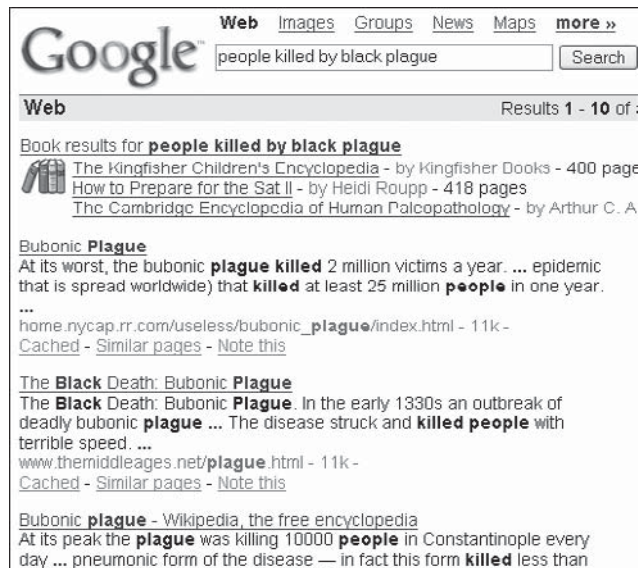 Web Images Groups News Maps more »
Google™
people killed by black plague Search
Web Results 1 - 10 of
Book results for people killed by black plague
The Kingfisher Children's Encyclopedia - by Kingfisher Books - 400 page
How to Prepare for the Sat II - by Heidi Roupp - 418 pages
The Cambridge Encyclopedia of Human Paleopathology - by Arthur C. A
Bubonic Plague
At its worst, the bubonic plague killed 2 million victims a year. ... epidemic
that is spread worldwide) that killed at least 25 million people in one year.
...
home.nycap.rr.com/useless/bubonic_plague/index.html - 11k -
Cached - Similar pages - Note this
The Black Death: Bubonic Plague
The Black Death: Bubonic Plague. In the early 1330s an outbreak of
deadly bubonic plague ... The disease struck and killed people with
terrible speed. ...
www.themiddleages.net/plague.html - 11k -
Cached - Similar pages - Note this
Bubonic plague - Wikipedia, the free encyclopedia
At its peak the plague was killing 10000 people in Constantinople every
day ... pneumonic form of the disease — in fact this form killed less than